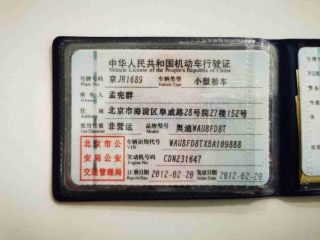 中华人民共和国机动车行驶证
Vehicle License of the People's Republic of China
号牌号码 京JR1689 车辆类型 小型轿车
Plate No. Vehicle Type
所有人 孟宪群
Owner
住址 北京市海淀区阜成路28号院27楼152号
Address
使用性质 非营运 品牌型号 奥迪WAU8FD8T
Use Character Model
车辆识别代号 WAU8FD8TX8A109888
VIN
发动机号码 CDN231647
Engine No.
注册日期 2012-02-20 发证日期 2012-02-20
Register Date Issue Date
北京市公
安局公安
交通管理局